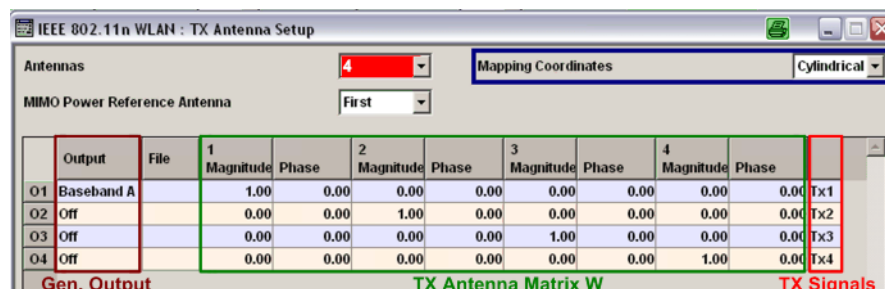 IEEE 802.11n WLAN : TX Antenna Setup
Antennas 4 Mapping Coordinates Cylindrical
MIMO Power Reference Antenna First
Output File 1 Magnitude Phase 2 Magnitude Phase 3 Magnitude Phase 4 Magnitude Phase
O1 Baseband A 1.00 0.00 0.00 0.00 0.00 0.00 0.00 0.00 Tx1
O2 Off 0.00 0.00 1.00 0.00 0.00 0.00 0.00 0.00 Tx2
O3 Off 0.00 0.00 0.00 0.00 1.00 0.00 0.00 0.00 Tx3
O4 Off 0.00 0.00 0.00 0.00 0.00 0.00 1.00 0.00 Tx4
Gen. Output TX Antenna Matrix W TX Signals